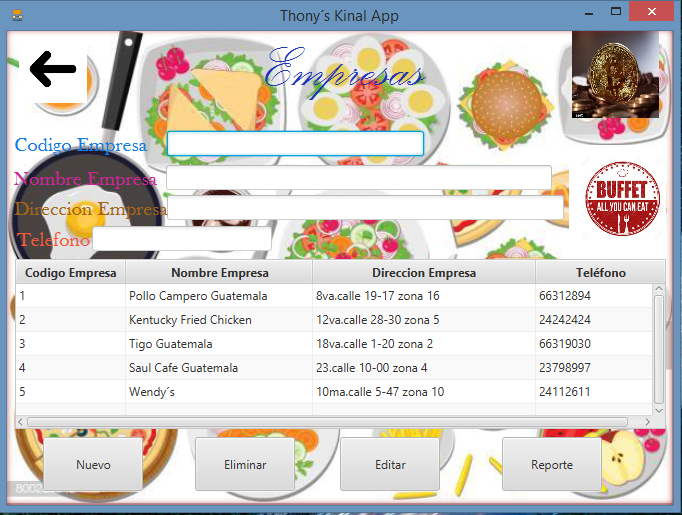 Thony´s Kinal App
Empresas
Codigo Empresa
Nombre Empresa
BUFFET
ALL YOU CAN EAT
Direccion Empresa
Telefono
Codigo Empresa Nombre Empresa Direccion Empresa Teléfono
1 Pollo Campero Guatemala 8va.calle 19-17 zona 16 66312894
2 Kentucky Fried Chicken 12va.calle 28-30 zona 5 24242424
3 Tigo Guatemala 18va.calle 1-20 zona 2 66319030
4 Saul Cafe Guatemala 23.calle 10-00 zona 4 23798997
5 Wendy´s 10ma.calle 5-47 zona 10 24112611
Nuevo Eliminar Editar Reporte